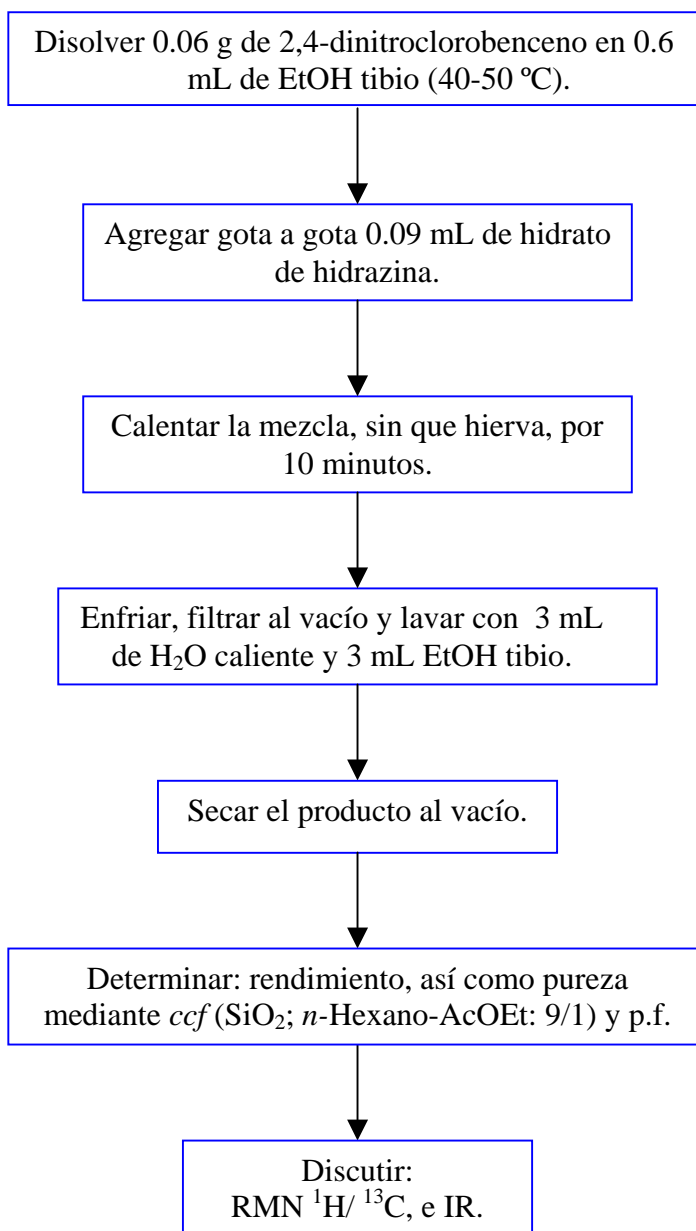 Disolver 0.06 g de 2,4-dinitroclorobenceno en 0.6
mL de EtOH tibio (40-50 ºC).
Agregar gota a gota 0.09 mL de hidrato
de hidrazina.
Calentar la mezcla, sin que hierva, por
10 minutos.
Enfriar, filtrar al vacío y lavar con 3 mL
de H₂O caliente y 3 mL EtOH tibio.
Secar el producto al vacío.
Determinar: rendimiento, así como pureza
mediante ccf (SiO₂; n-Hexano-AcOEt: 9/1) y p.f.
Discutir:
RMN ¹H/ ¹³C, e IR.